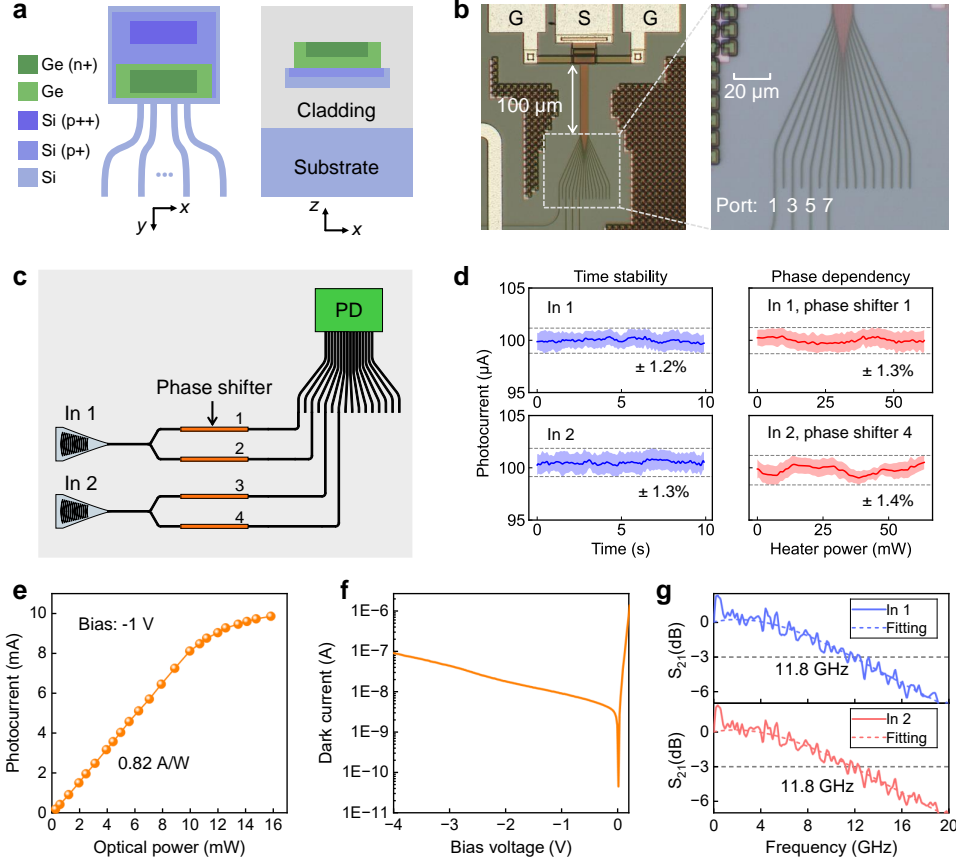 a
Ge (n+)
Ge
Si (p++)
Si (p+)
Si
x
y
Cladding
Substrate
z
x
b
G S G
100 µm
20 µm
Port: 1 3 5 7
c
PD
Phase shifter
In 1
1
2
In 2
3
4
d
Time stability
Phase dependency
Photocurrent (µA)
105
100
95
In 1
± 1.2%
0 5 10
In 1, phase shifter 1
± 1.3%
0 25 50
105
100
95
In 2
± 1.3%
0 5 10
Time (s)
In 2, phase shifter 4
± 1.4%
0 25 50
Heater power (mW)
e
Photocurrent (mA)
10
8
6
4
2
0
Bias: -1 V
0.82 A/W
0 2 4 6 8 10 12 14 16
Optical power (mW)
f
Dark current (A)
1E-6
1E-7
1E-8
1E-9
1E-10
1E-11
−4 −3 −2 −1 0
Bias voltage (V)
g
S21(dB)
0
−3
−6
In 1
Fitting
11.8 GHz
S21(dB)
0
−3
−6
In 2
Fitting
11.8 GHz
0 4 8 12 16 20
Frequency (GHz)